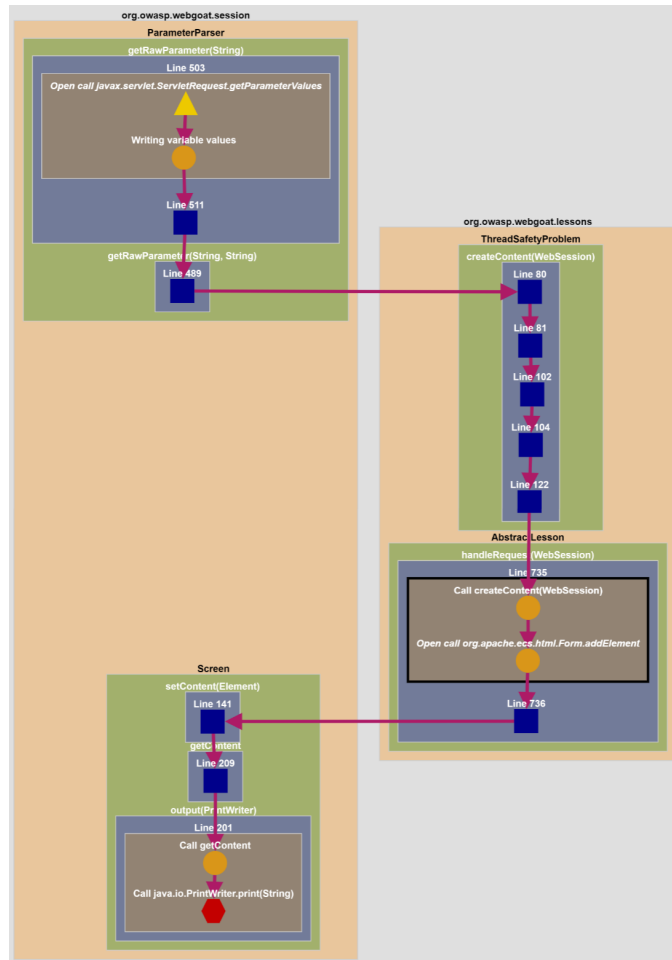 org.owasp.webgoat.session
ParameterParser
getRawParameter(String)
Line 503
Open call javax.servlet.ServletRequest.getParameterValues
Writing variable values
Line 511
getRawParameter(String, String)
Line 489
org.owasp.webgoat.lessons
ThreadSafetyProblem
createContent(WebSession)
Line 80
Line 81
Line 102
Line 104
Line 122
AbstractLesson
handleRequest(WebSession)
Line 735
Call createContent(WebSession)
Open call org.apache.ecs.html.Form.addElement
Line 736
Screen
setContent(Element)
Line 141
getContent
Line 209
output(PrintWriter)
Line 201
Call getContent
Call java.io.PrintWriter.print(String)